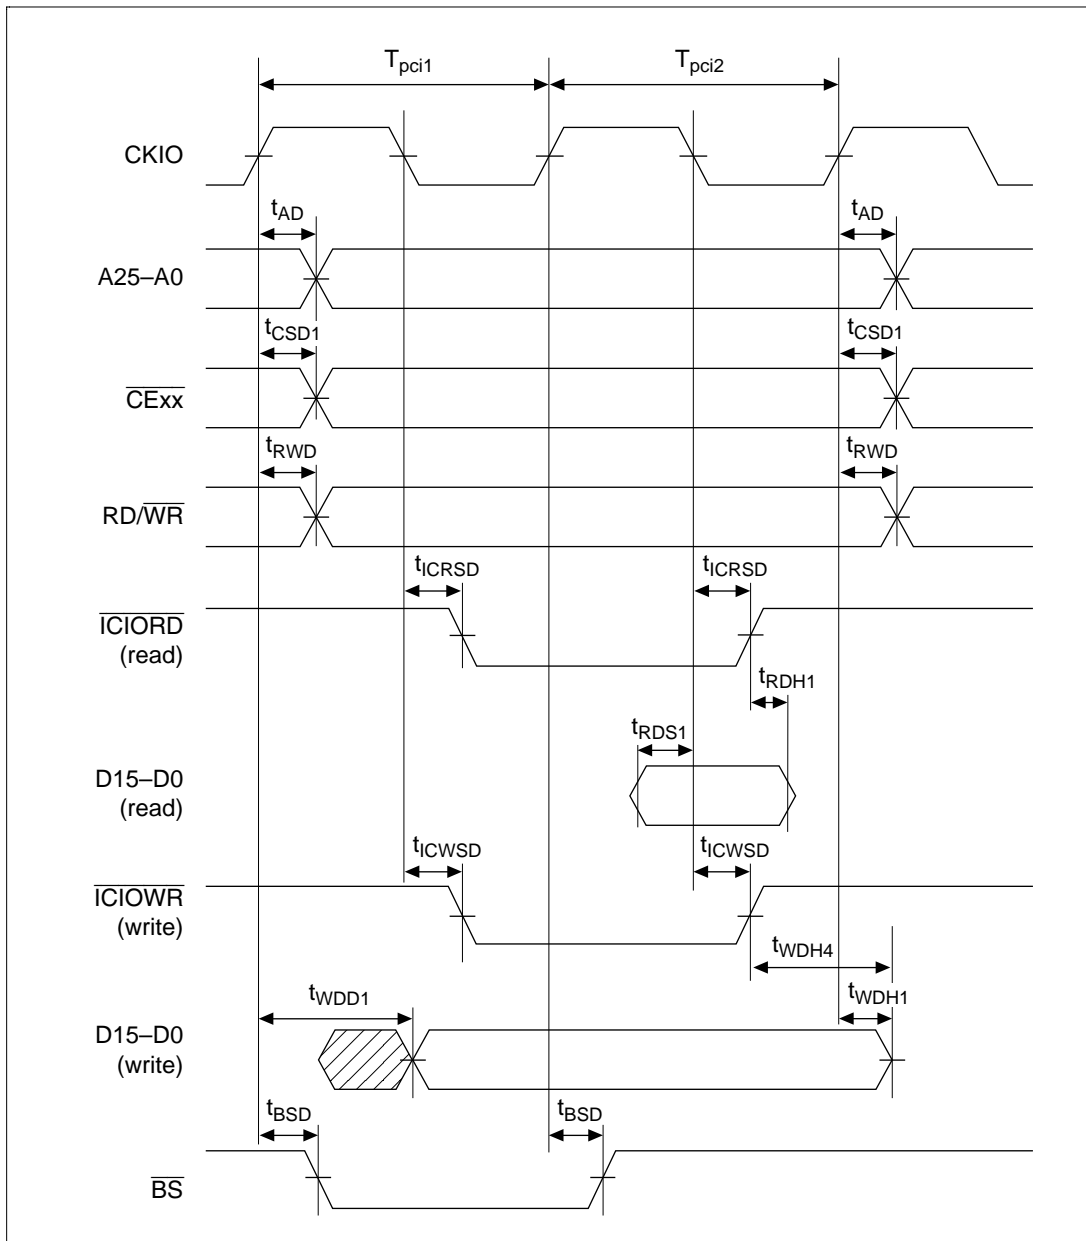 Tpci1 Tpci2
CKIO
tAD tAD
A25–A0
tCSD1 tCSD1
CExx
tRWD tRWD
RD/WR
tICRSD tICRSD
ICIORD
(read)
tRDH1
tRDS1
D15–D0
(read)
tICWSD tICWSD
ICIOWR
(write)
tWDH4
tWDD1 tWDH1
D15–D0
(write)
tBSD tBSD
BS